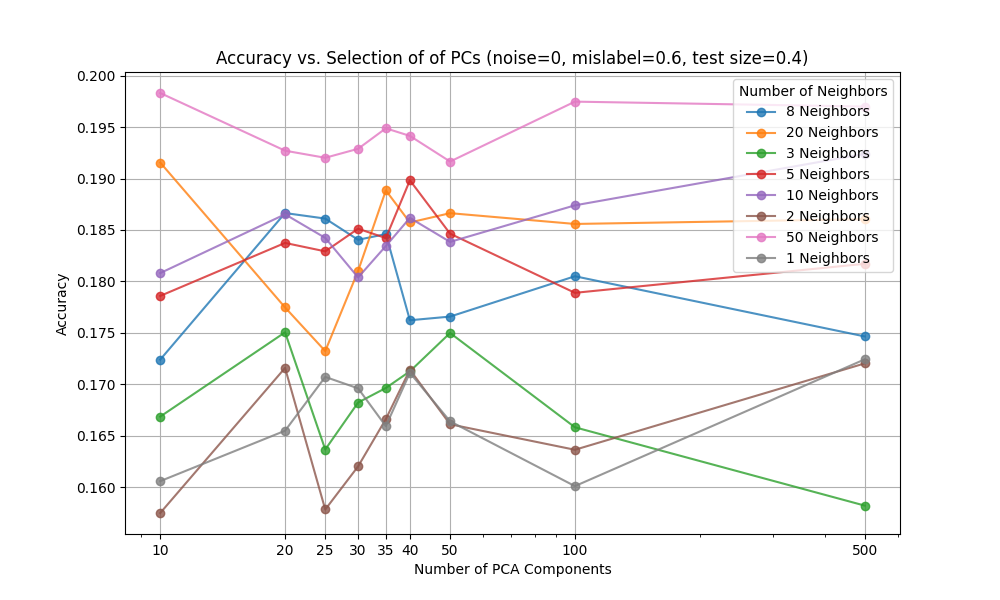 Accuracy vs. Selection of of PCs (noise=0, mislabel=0.6, test size=0.4)
0.200
0.195
0.190
0.185
0.180
0.175
0.170
0.165
0.160
Accuracy
Number of Neighbors
8 Neighbors
20 Neighbors
3 Neighbors
5 Neighbors
10 Neighbors
2 Neighbors
50 Neighbors
1 Neighbors
10 20 25 30 35 40 50 100 500
Number of PCA Components